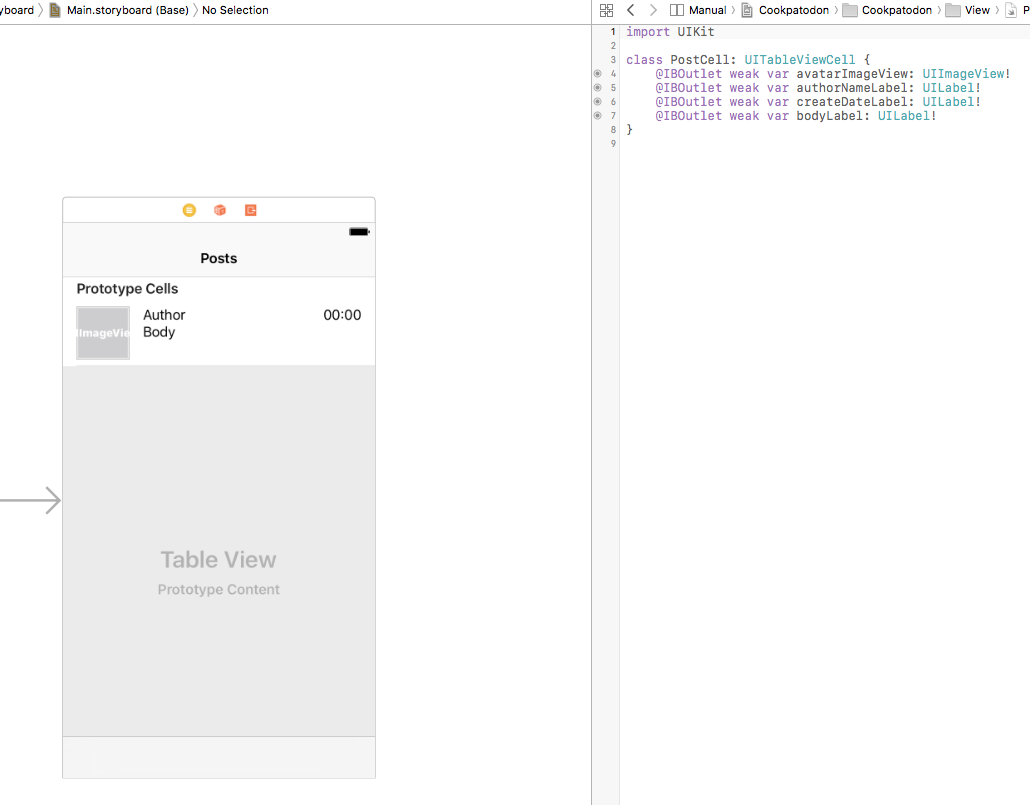 yboard 〉 Main.storyboard (Base) 〉 No Selection
Manual 〉 Cookpatodon 〉 Cookpatodon 〉 View 〉 P
1 import UIKit
2
3 class PostCell: UITableViewCell {
4 @IBOutlet weak var avatarImageView: UIImageView!
5 @IBOutlet weak var authorNameLabel: UILabel!
6 @IBOutlet weak var createDateLabel: UILabel!
7 @IBOutlet weak var bodyLabel: UILabel!
8 }
9
Posts
Prototype Cells
IImageVie
Author 00:00
Body
Table View
Prototype Content